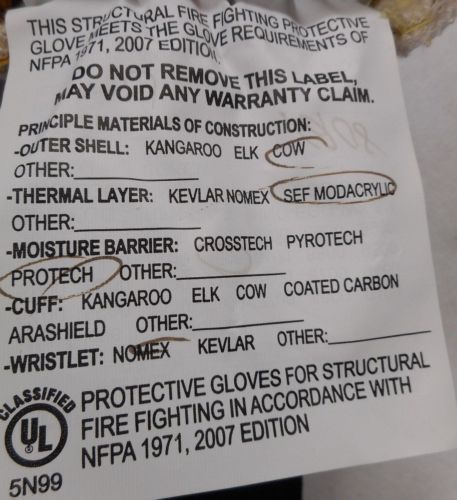 THIS STRUCTURAL FIRE FIGHTING PROTECTIVE
GLOVE MEETS THE GLOVE REQUIREMENTS OF
NFPA 1971, 2007 EDITION.
DO NOT REMOVE THIS LABEL,
MAY VOID ANY WARRANTY CLAIM.
PRINCIPLE MATERIALS OF CONSTRUCTION:
-OUTER SHELL: KANGAROO ELK COW
OTHER:
-THERMAL LAYER: KEVLAR NOMEX SEF MODACRYLIC
OTHER:
-MOISTURE BARRIER: CROSSTECH PYROTECH
PROTECH OTHER:
-CUFF: KANGAROO ELK COW COATED CARBON
ARASHIELD OTHER:
-WRISTLET: NOMEX KEVLAR OTHER:
CLASSIFIED
UL
5N99
PROTECTIVE GLOVES FOR STRUCTURAL
FIRE FIGHTING IN ACCORDANCE WITH
NFPA 1971, 2007 EDITION